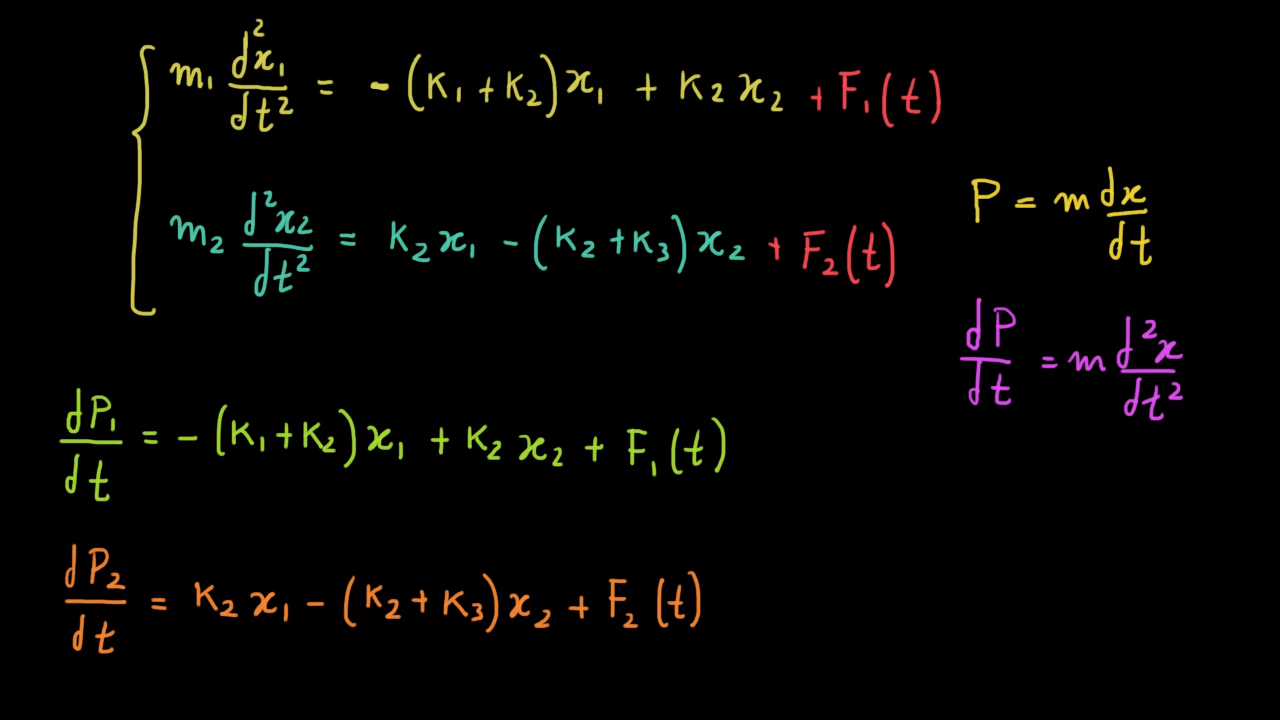 m₁ d²x₁/dt² = -(K₁+K₂)x₁ + K₂x₂ + F₁(t)
m₂ d²x₂/dt² = K₂x₁ - (K₂+K₃)x₂ + F₂(t)
P = m dx/dt
dP/dt = m d²x/dt²
dP₁/dt = -(K₁+K₂)x₁ + K₂x₂ + F₁(t)
dP₂/dt = K₂x₁ - (K₂+K₃)x₂ + F₂(t)